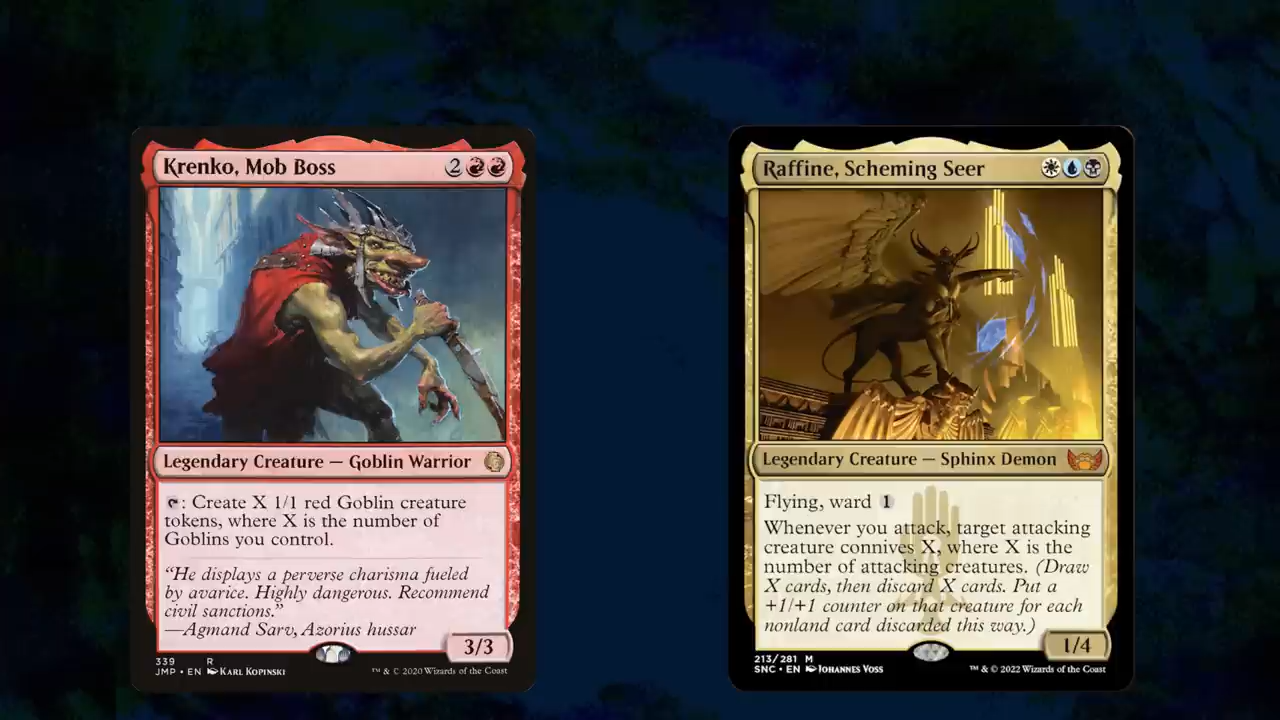 Krenko, Mob Boss
2
Legendary Creature — Goblin Warrior
: Create X 1/1 red Goblin creature
tokens, where X is the number of
Goblins you control.
“He displays a perverse charisma fueled
by avarice. Highly dangerous. Recommend
civil sanctions.”
—Agmand Sarv, Azorius hussar
3/3
339 R
JMP • EN KARL KOPINSKI
™ & © 2020 Wizards of the Coast
Raffine, Scheming Seer
Legendary Creature — Sphinx Demon
Flying, ward 1
Whenever you attack, target attacking
creature connives X, where X is the
number of attacking creatures. (Draw
X cards, then discard X cards. Put a
+1/+1 counter on that creature for each
nonland card discarded this way.)
1/4
213/281 M
SNC • EN JOHANNES VOSS
™ & © 2022 Wizards of the Coast